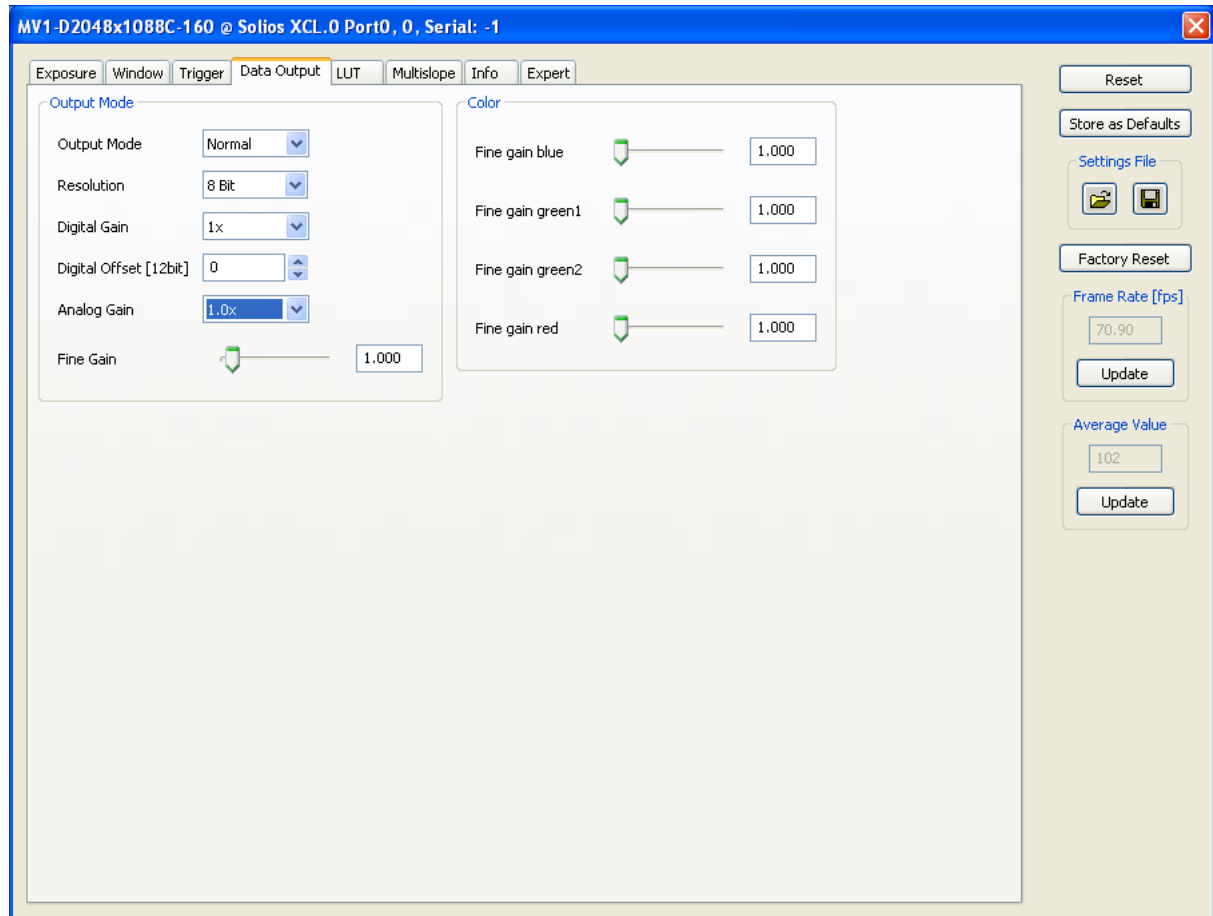 MV1-D2048x1088C-160 @ Solios XCL.0 Port0, 0, Serial: -1
Exposure Window Trigger Data Output LUT Multislope Info Expert
Output Mode
Output Mode Normal
Resolution 8 Bit
Digital Gain 1x
Digital Offset [12bit] 0
Analog Gain 1.0x
Fine Gain 1.000
Color
Fine gain blue 1.000
Fine gain green1 1.000
Fine gain green2 1.000
Fine gain red 1.000
Reset
Store as Defaults
Settings File
Factory Reset
Frame Rate [fps]
70.90
Update
Average Value
102
Update